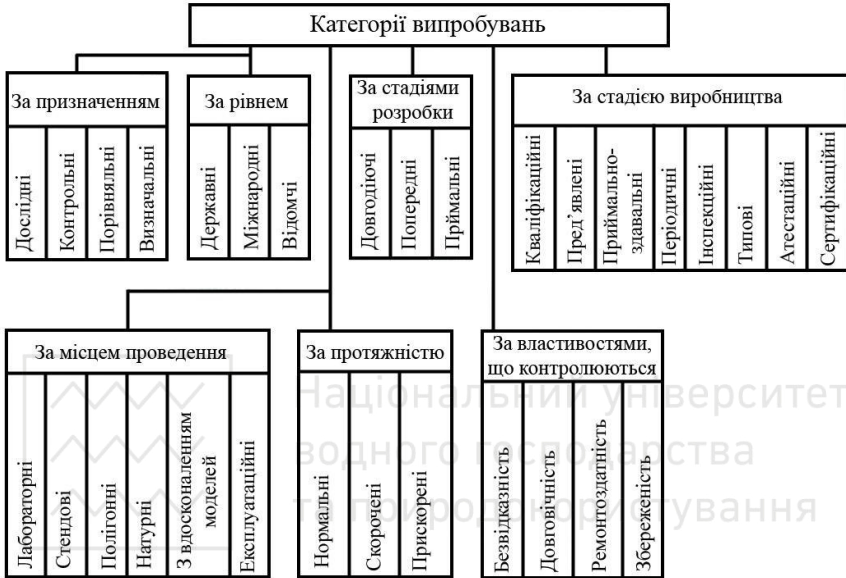 Категорії випробувань
За призначенням
Дослідні
Контрольні
Порівняльні
Визначальні
За рівнем
Державні
Міжнародні
Відомчі
За стадіями
розробки
Довгодіючі
Попередні
Прймальні
За стадією виробництва
Кваліфікаційні
Пред’явлені
Приймально-
здавальні
Періодичні
Інспекційні
Типові
Атестаційні
Сертифікаційні
За місцем проведення
Лабораторні
Стендові
Полігонні
Натурні
З вдосконаленням
моделей
Експлуатаційні
За протяжністю
Нормальні
Скорочені
Прискорені
За властивостями,
що контролюються
Безвідказність
Довговічність
Ремонтоздатність
Збереженість
Національний університет
водного господарства
та природокористування